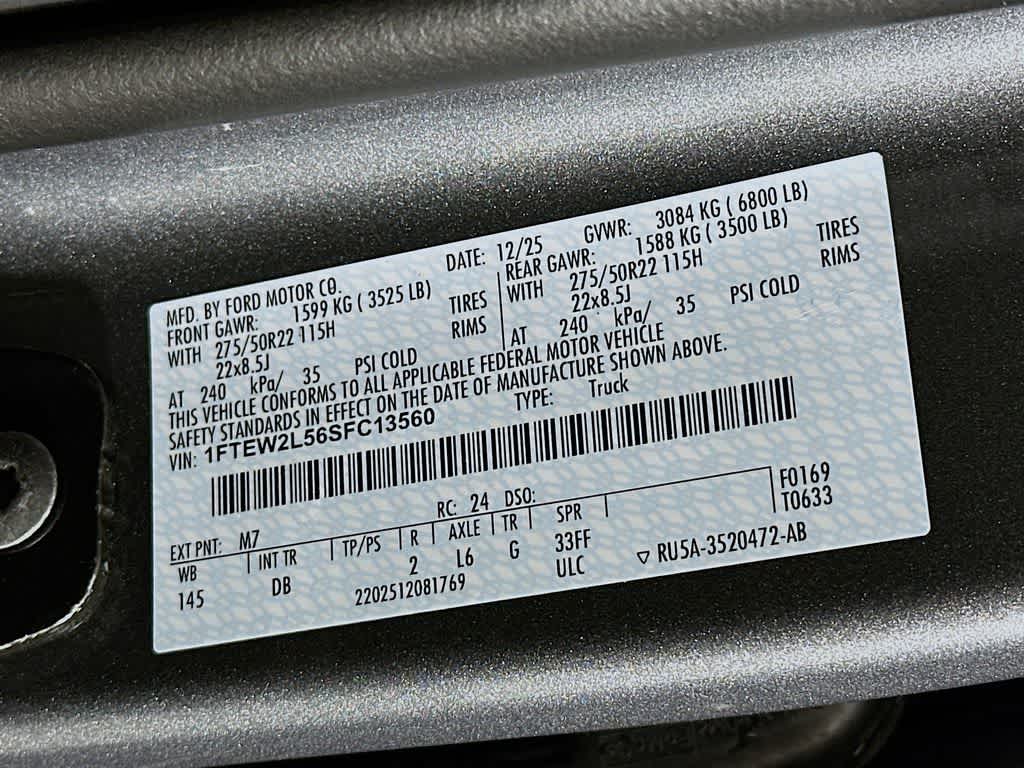 MFD. BY FORD MOTOR CO. DATE: 12/25 GVWR: 3084 KG ( 6800 LB)
FRONT GAWR: 1599 KG ( 3525 LB) REAR GAWR: 1588 KG ( 3500 LB)
WITH 275/50R22 115H TIRES WITH 275/50R22 115H TIRES
22x8.5J RIMS 22x8.5J RIMS
AT 240 kPa/ 35 PSI COLD AT 240 kPa/ 35 PSI COLD
THIS VEHICLE CONFORMS TO ALL APPLICABLE FEDERAL MOTOR VEHICLE
SAFETY STANDARDS IN EFFECT ON THE DATE OF MANUFACTURE SHOWN ABOVE.
VIN: 1FTEW2L56SFC13560 TYPE: Truck
EXT PNT: M7 RC: 24 DSO: F0169
WB INT TR TP/PS R AXLE TR SPR T0633
145 DB 2 L6 G 33FF
2202512081769 ULC RU5A-3520472-AB